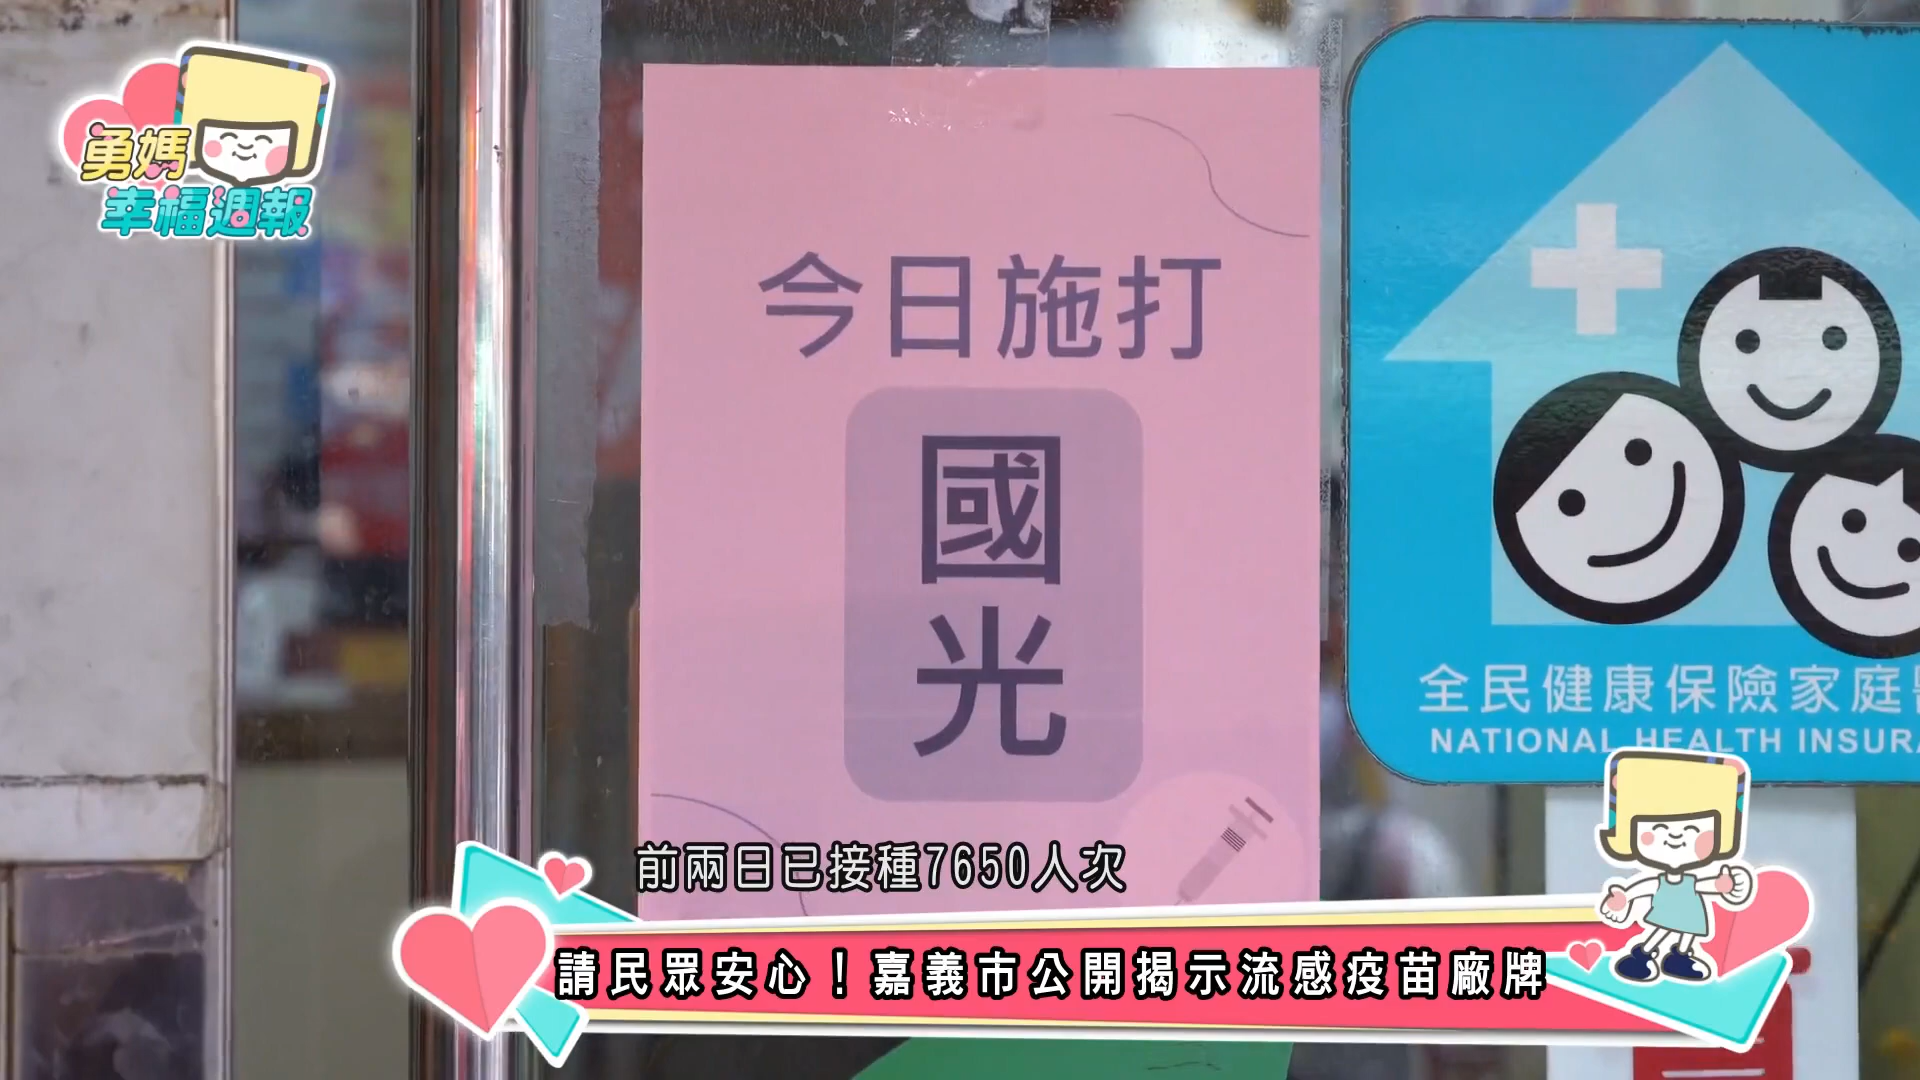 勇媽
幸福週報
今日施打
國光
全民健康保險家庭
NATIONAL HEALTH INSURA
前兩日已接種7650人次
請民眾安心！嘉義市公開揭示流感疫苗廠牌